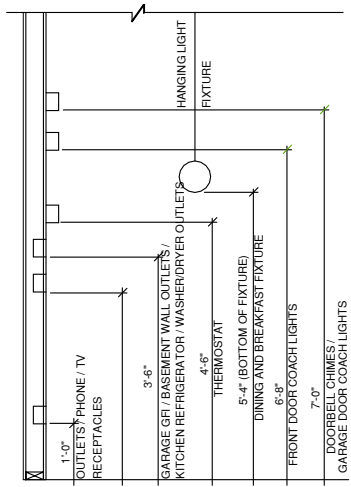 HANGING LIGHT
FIXTURE
1'-0"
OUTLETS / PHONE / TV
RECEPTACLES
3'-6"
GARAGE GFI / BASEMENT WALL OUTLETS /
KITCHEN REFRIGERATOR / WASHER/DRYER OUTLETS
4'-6"
THERMOSTAT
5'-4" (BOTTOM OF FIXTURE)
DINING AND BREAKFAST FIXTURE
6'-8"
FRONT DOOR COACH LIGHTS
7'-0"
DOORBELL CHIMES /
GARAGE DOOR COACH LIGHTS